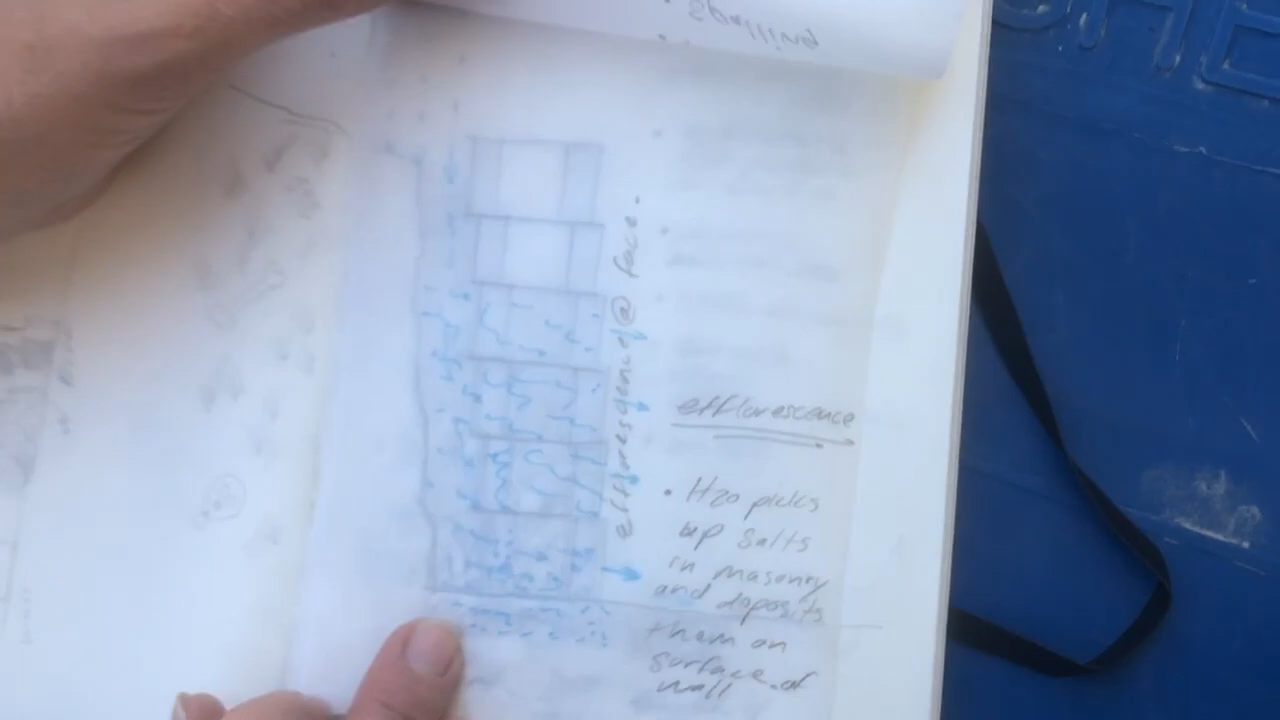 efflorescence @ face.
efflorescence
• H2O picks
up salts
in masonry
and deposits
them on
surface of
wall